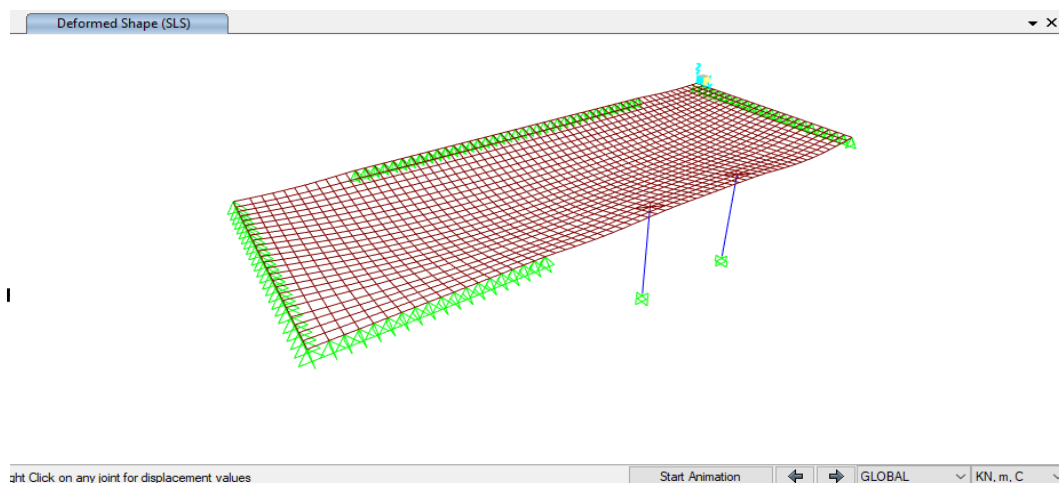 Deformed Shape (SLS)
ght Click on any joint for displacement values
Start Animation
GLOBAL
KN, m, C